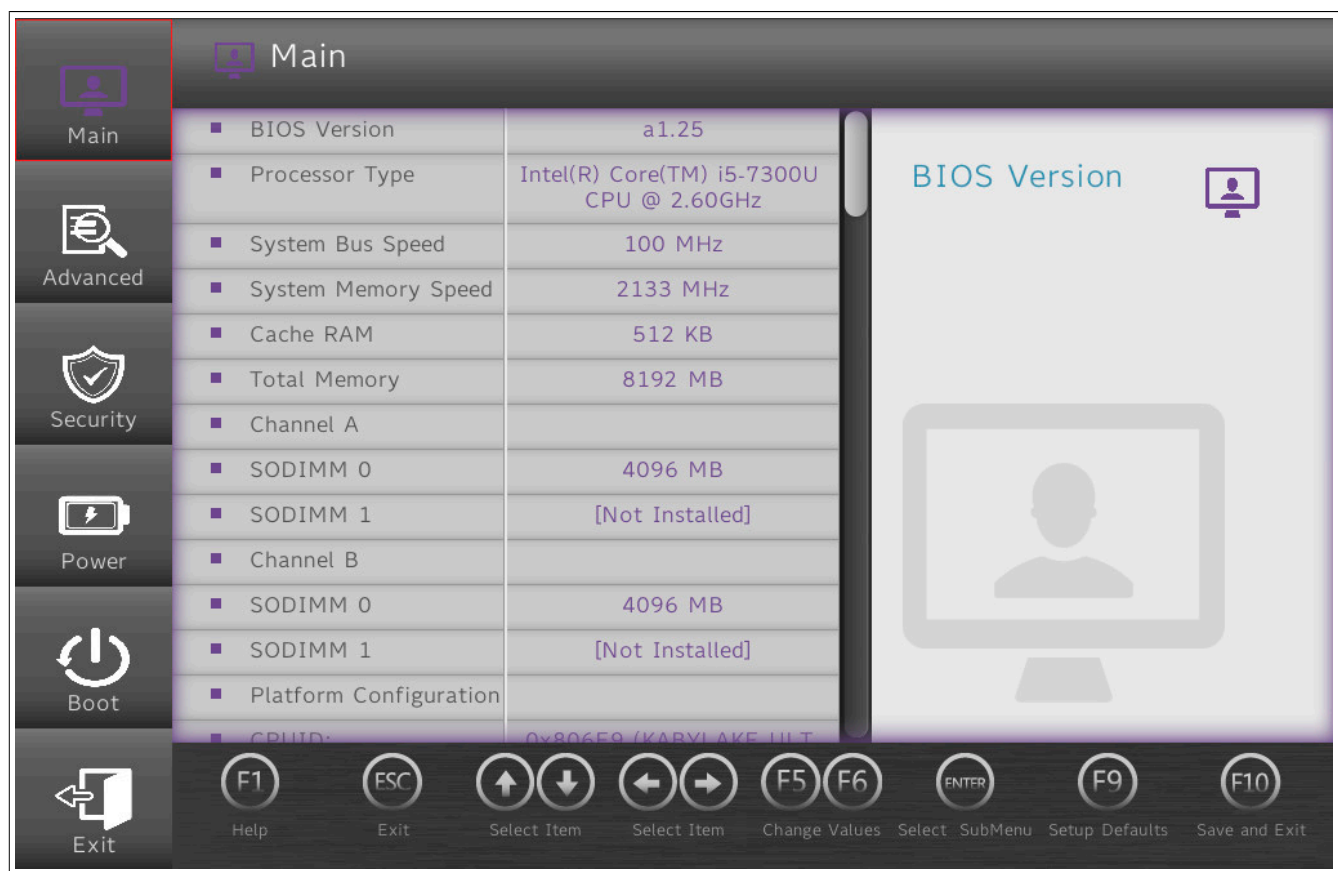 Main
Main
Advanced
Security
Power
Boot
Exit
BIOS Version a1.25
Processor Type Intel(R) Core(TM) i5-7300U
CPU @ 2.60GHz
System Bus Speed 100 MHz
System Memory Speed 2133 MHz
Cache RAM 512 KB
Total Memory 8192 MB
Channel A
SODIMM 0 4096 MB
SODIMM 1 [Not Installed]
Channel B
SODIMM 0 4096 MB
SODIMM 1 [Not Installed]
Platform Configuration
CPUID: 0x806E9 (KABYLAKE ULT
BIOS Version
F1 ESC F5 F6 ENTER F9 F10
Help Exit Select Item Select Item Change Values Select SubMenu Setup Defaults Save and Exit